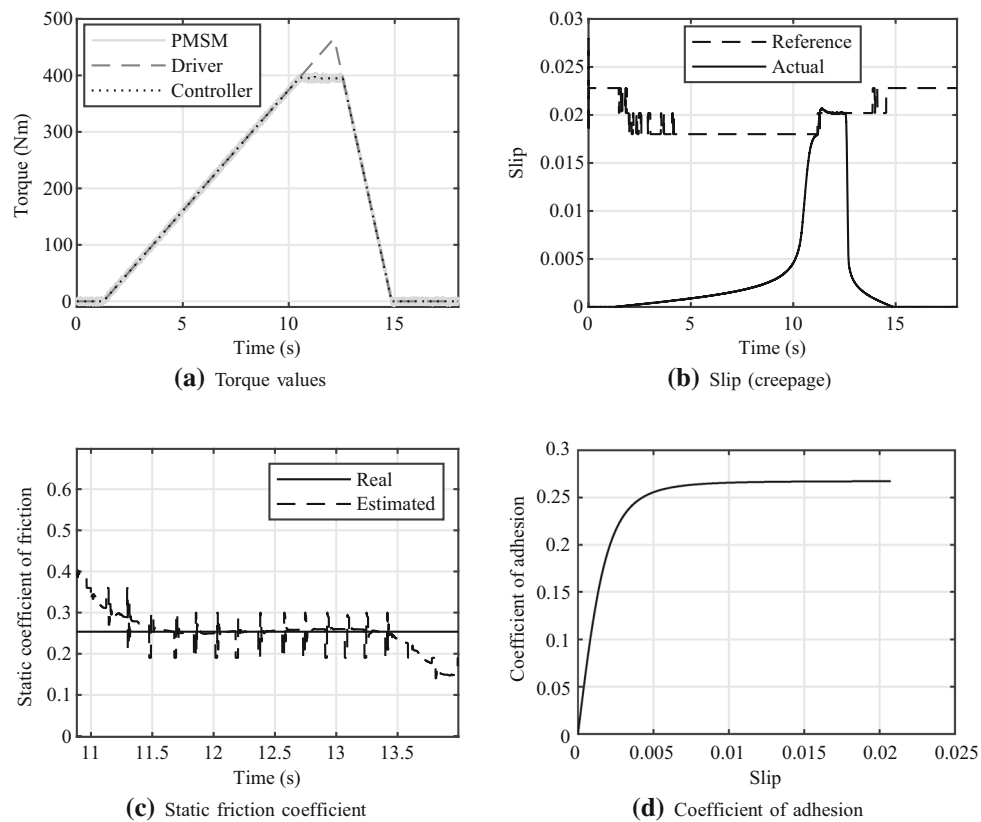 500
400
300
200
100
0
Torque (Nm)
PMSM
Driver
Controller
0
5
10
15
Time (s)
(a) Torque values
0.03
0.025
0.02
0.015
0.01
0.005
0
Slip
Reference
Actual
0
5
10
15
Time (s)
(b) Slip (creepage)
0.6
0.5
0.4
0.3
0.2
0.1
0
Static coefficient of friction
Real
Estimated
11
11.5
12
12.5
13
13.5
Time (s)
(c) Static friction coefficient
0.3
0.25
0.20
0.15
0.10
0.05
0
Coefficient of adhesion
0
0.005
0.01
0.015
0.02
0.025
Slip
(d) Coefficient of adhesion